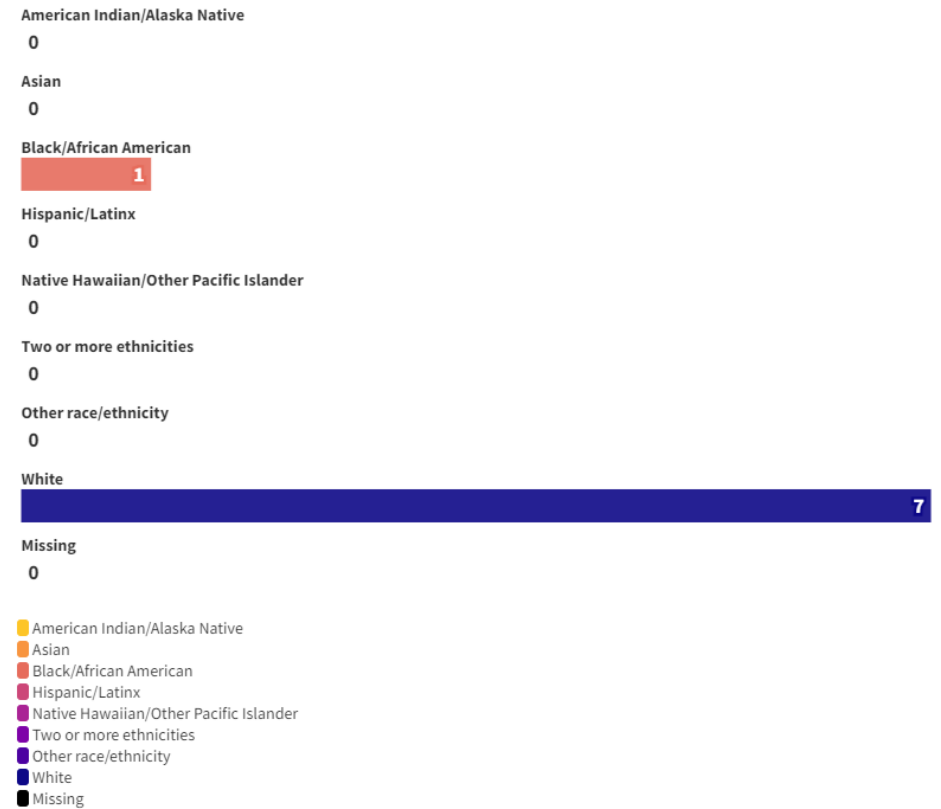 American Indian/Alaska Native
0
Asian
0
Black/African American
1
Hispanic/Latinx
0
Native Hawaiian/Other Pacific Islander
0
Two or more ethnicities
0
Other race/ethnicity
0
White
7
Missing
0
American Indian/Alaska Native
Asian
Black/African American
Hispanic/Latinx
Native Hawaiian/Other Pacific Islander
Two or more ethnicities
Other race/ethnicity
White
Missing